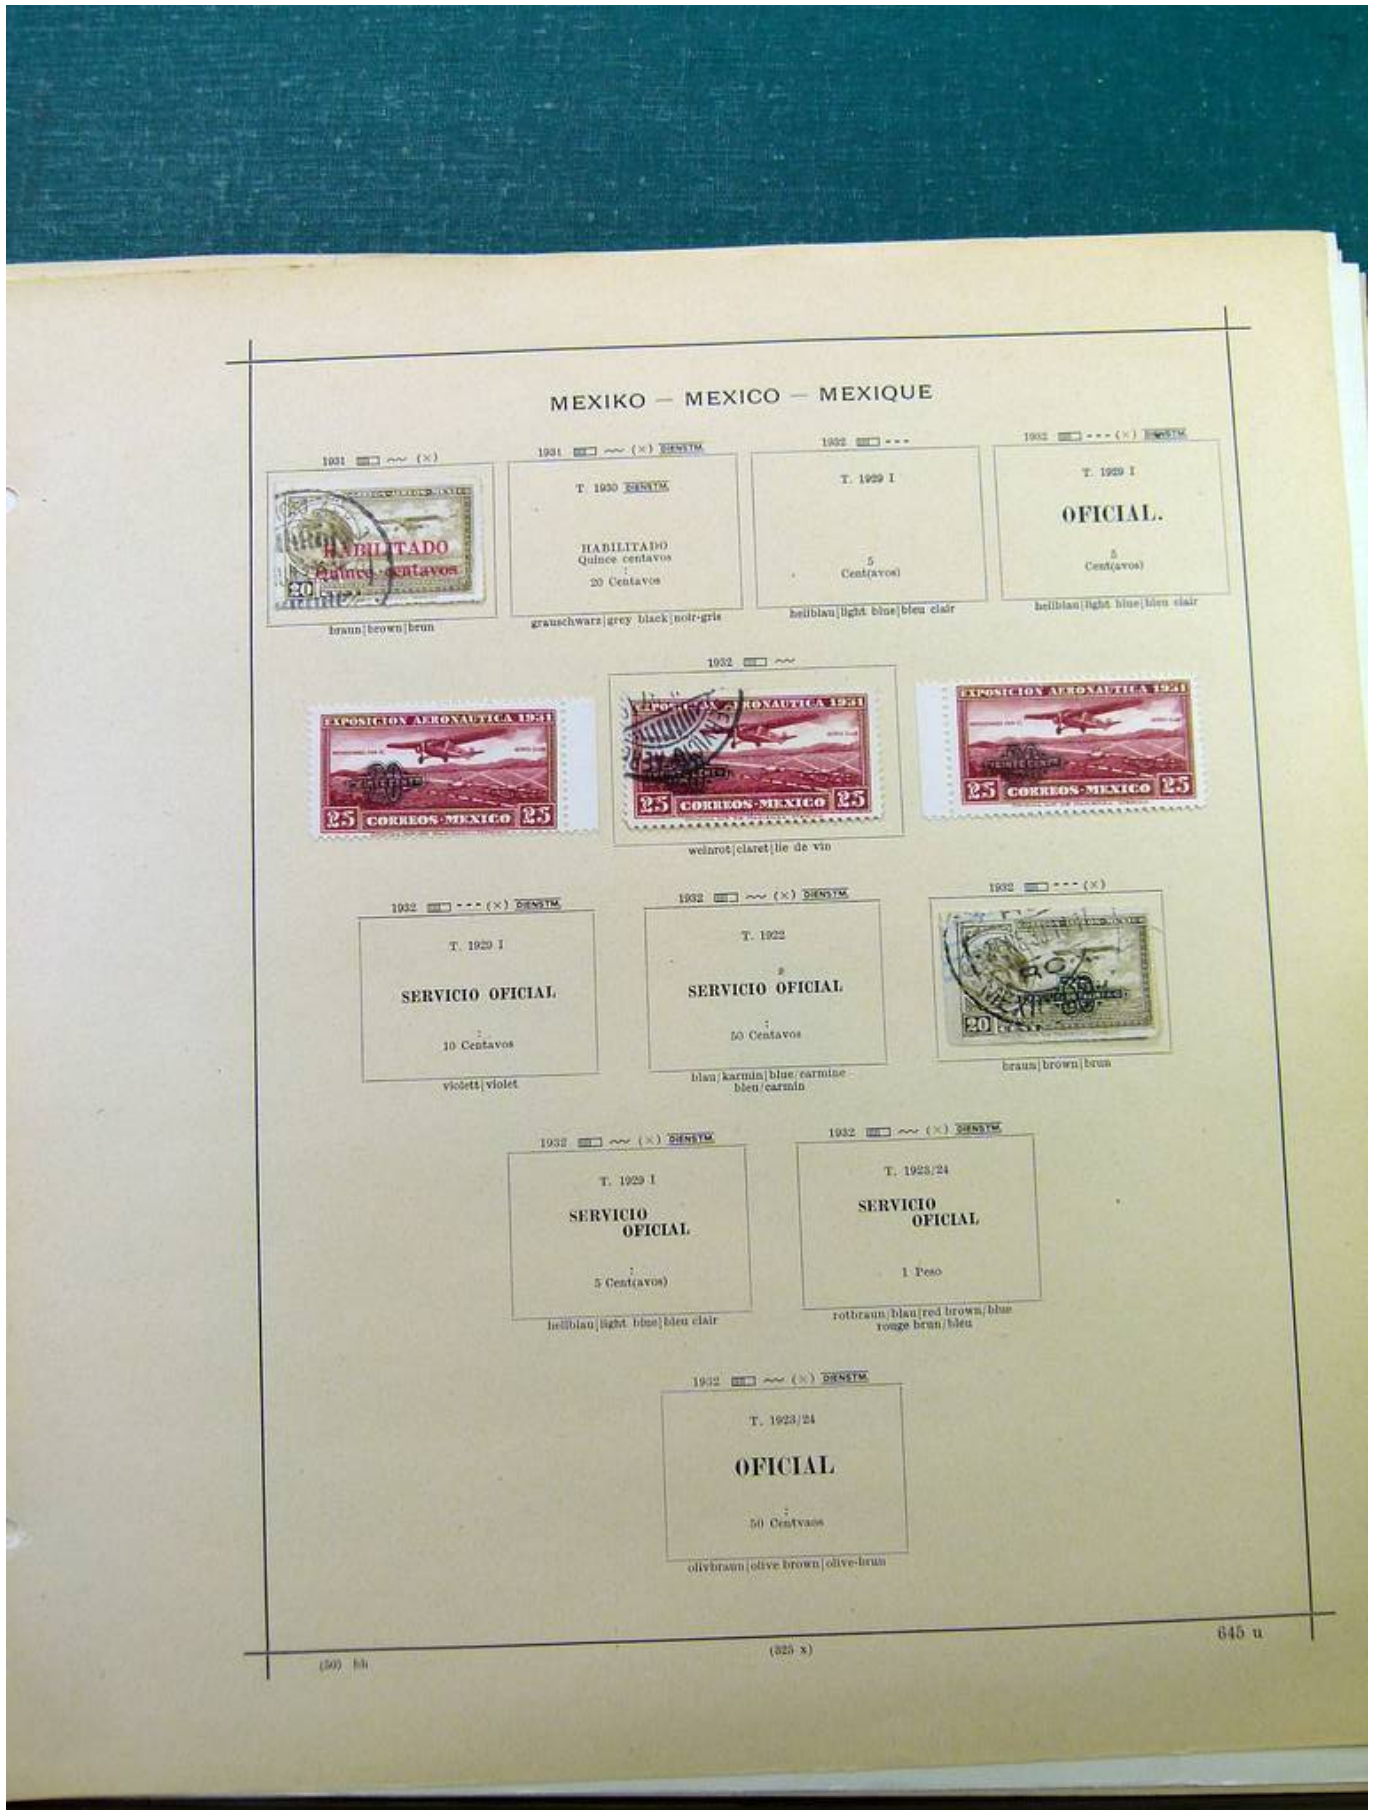 MEXIKO — MEXICO — MEXIQUE
1931 (×)
HABILITADO
Quince centavos
20
braun|brown|brun
1931 (×) DIENSTM.
T. 1930 DIENSTM.
HABILITADO
Quince centavos
:
20 Centavos
grauschwarz|grey black|noir-gris
1932
T. 1929 I
5
Cent(avos)
hellblau|light blue|bleu clair
1932 (×) DIENSTM.
T. 1929 I
OFICIAL.
5
Cent(avos)
hellblau|light blue|bleu clair
1932
EXPOSICION AERONAUTICA 1931
25 CORREOS-MEXICO 25
RONAUTICA 1931
25 CORREOS-MEXICO 25
EXPOSICION AERONAUTICA 1931
VEINTE CENTS
25 CORREOS-MEXICO 25
weinrot|claret|lie de vin
1932 (×) DIENSTM.
T. 1929 I
SERVICIO OFICIAL
:
10 Centavos
violett|violet
1932 (×) DIENSTM.
T. 1922
SERVICIO OFICIAL
:
50 Centavos
blau/karmin|blue/carmine
bleu/carmin
1932 (×)
20
braun|brown|brun
1932 (×) DIENSTM.
T. 1929 I
SERVICIO
OFICIAL
:
5 Cent(avos)
hellblau|light blue|bleu clair
1932 (×) DIENSTM.
T. 1923/24
SERVICIO
OFICIAL
1 Peso
rotbraun/blau|red brown/blue
rouge brun/bleu
1932 (×) DIENSTM.
T. 1923/24
OFICIAL
:
50 Centvaos
olivbraun|olive brown|olive-brun
(50) hh
(325 x)
645 u